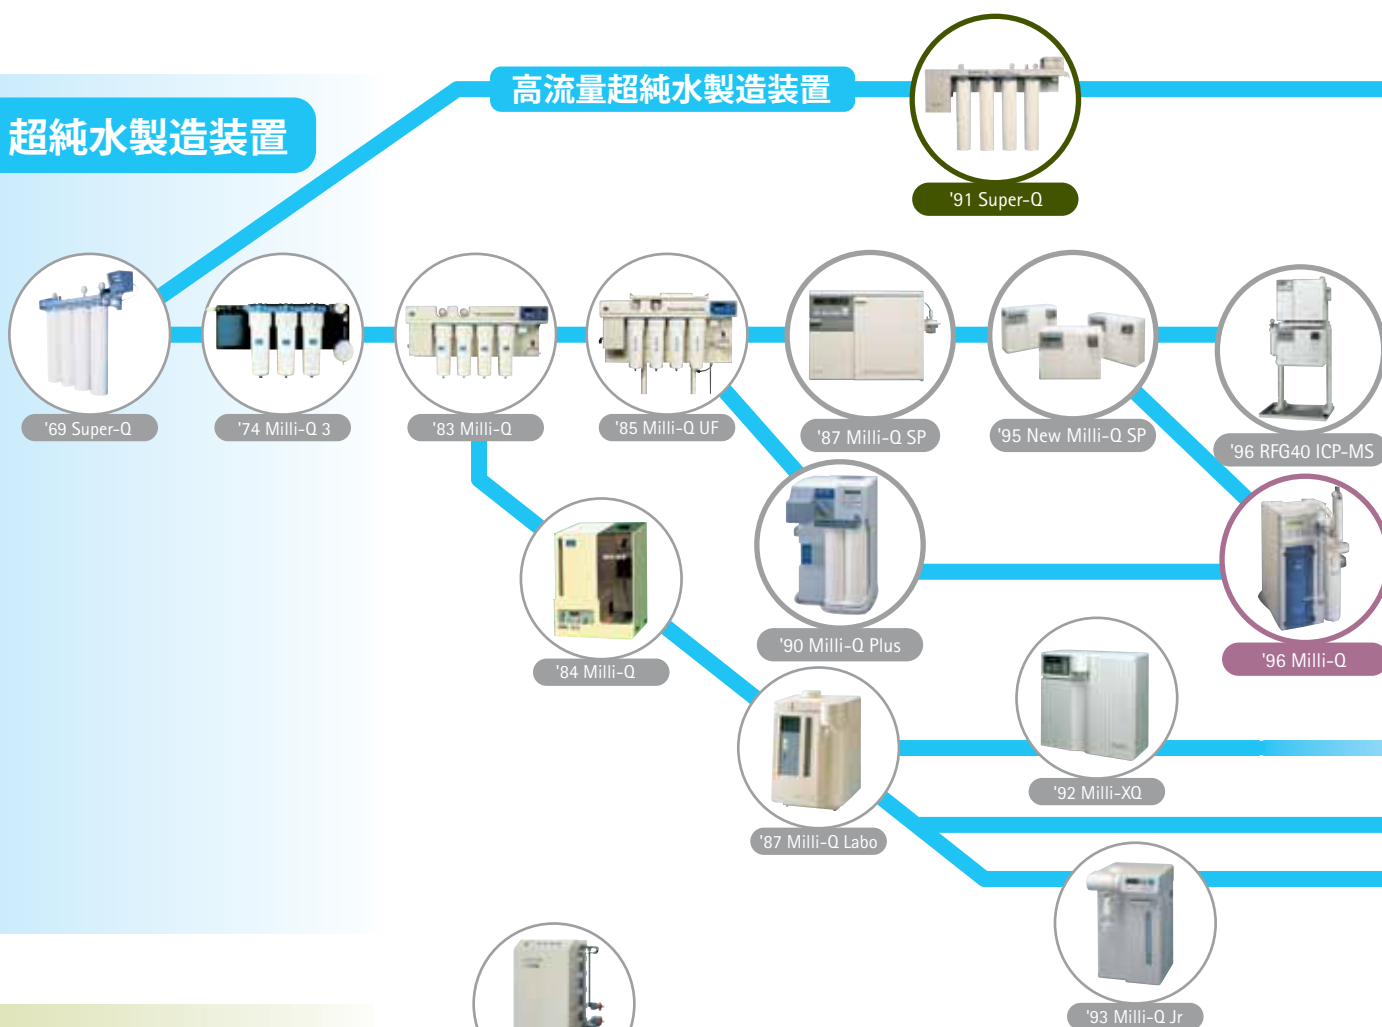 高流量超純水製造装置
超純水製造装置
'91 Super-Q
'69 Super-Q
'74 Milli-Q 3
'83 Milli-Q
'85 Milli-Q UF
'87 Milli-Q SP
'95 New Milli-Q SP
'96 RFG40 ICP-MS
'84 Milli-Q
'90 Milli-Q Plus
'96 Milli-Q
'92 Milli-XQ
'87 Milli-Q Labo
'93 Milli-Q Jr